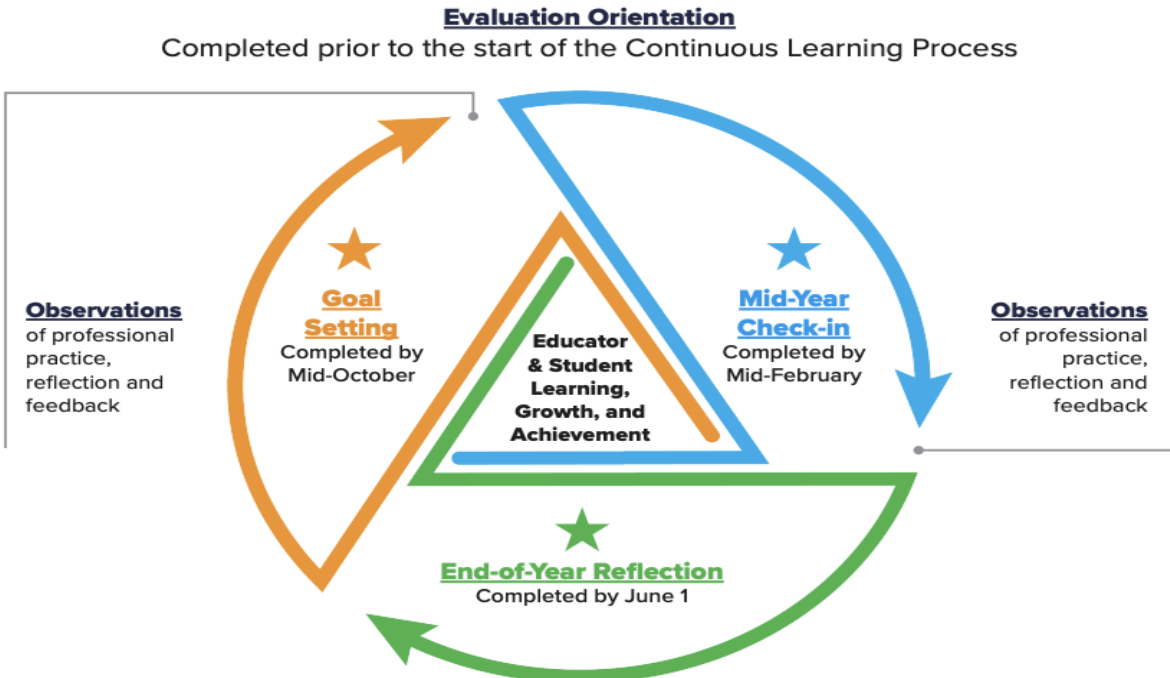 Evaluation Orientation
Completed prior to the start of the Continuous Learning Process
Observations
of professional
practice,
reflection and
feedback
Goal
Setting
Completed by
Mid-October
Educator
& Student
Learning,
Growth, and
Achievement
Mid-Year
Check-in
Completed by
Mid-February
Observations
of professional
practice,
reflection and
feedback
End-of-Year Reflection
Completed by June 1